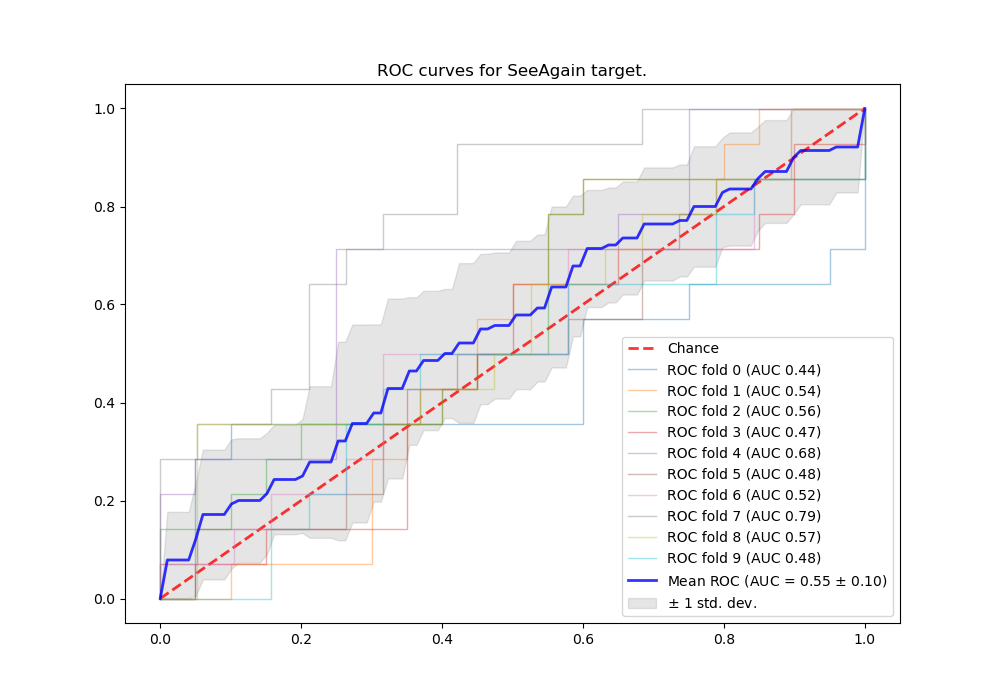 ROC curves for SeeAgain target.
1.0
0.8
0.6
0.4
0.2
0.0
0.0
0.2
0.4
0.6
0.8
1.0
Chance
ROC fold 0 (AUC 0.44)
ROC fold 1 (AUC 0.54)
ROC fold 2 (AUC 0.56)
ROC fold 3 (AUC 0.47)
ROC fold 4 (AUC 0.68)
ROC fold 5 (AUC 0.48)
ROC fold 6 (AUC 0.52)
ROC fold 7 (AUC 0.79)
ROC fold 8 (AUC 0.57)
ROC fold 9 (AUC 0.48)
Mean ROC (AUC = 0.55 ± 0.10)
± 1 std. dev.